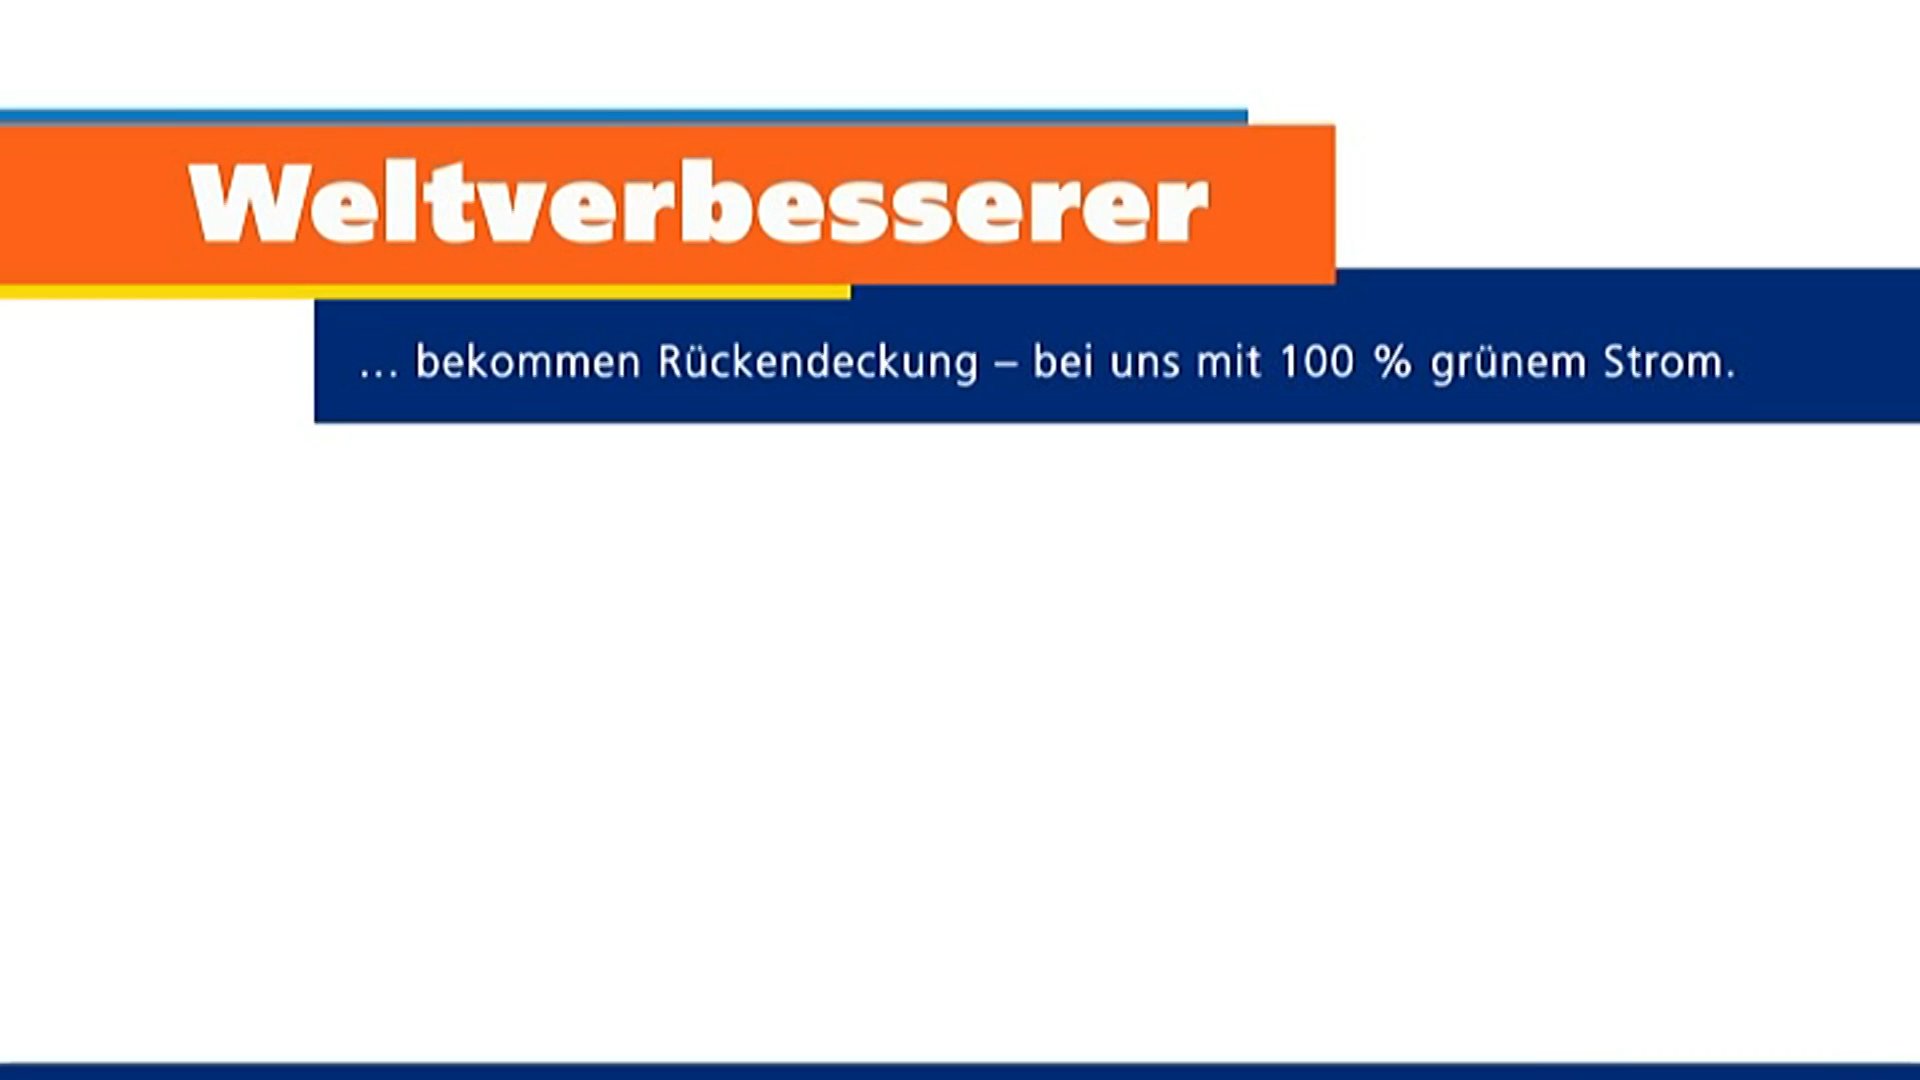 Weltverbesserer
... bekommen Rückendeckung – bei uns mit 100 % grünem Strom.